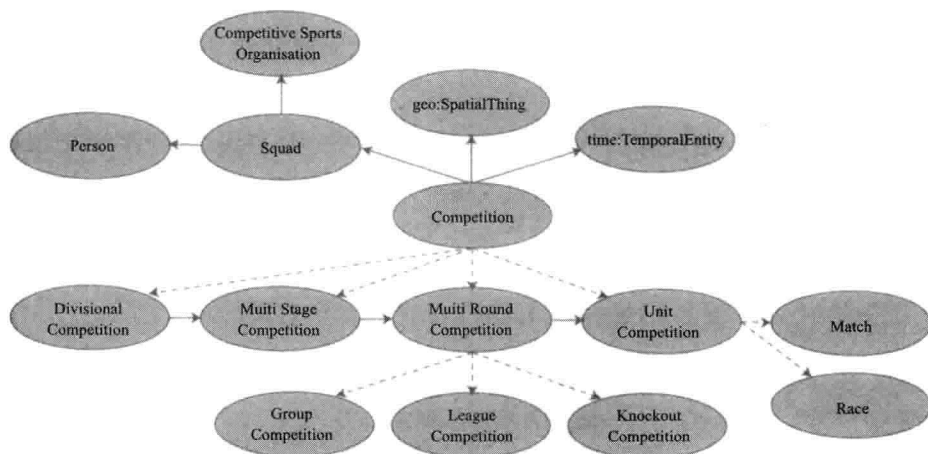 Competitive Sports
Organisation
geo:SpatialThing
Person
Squad
time:TemporalEntity
Competition
Divisional
Competition
Muiti Stage
Competition
Muiti Round
Competition
Unit
Competition
Match
Group
Competition
League
Competition
Knockout
Competition
Race